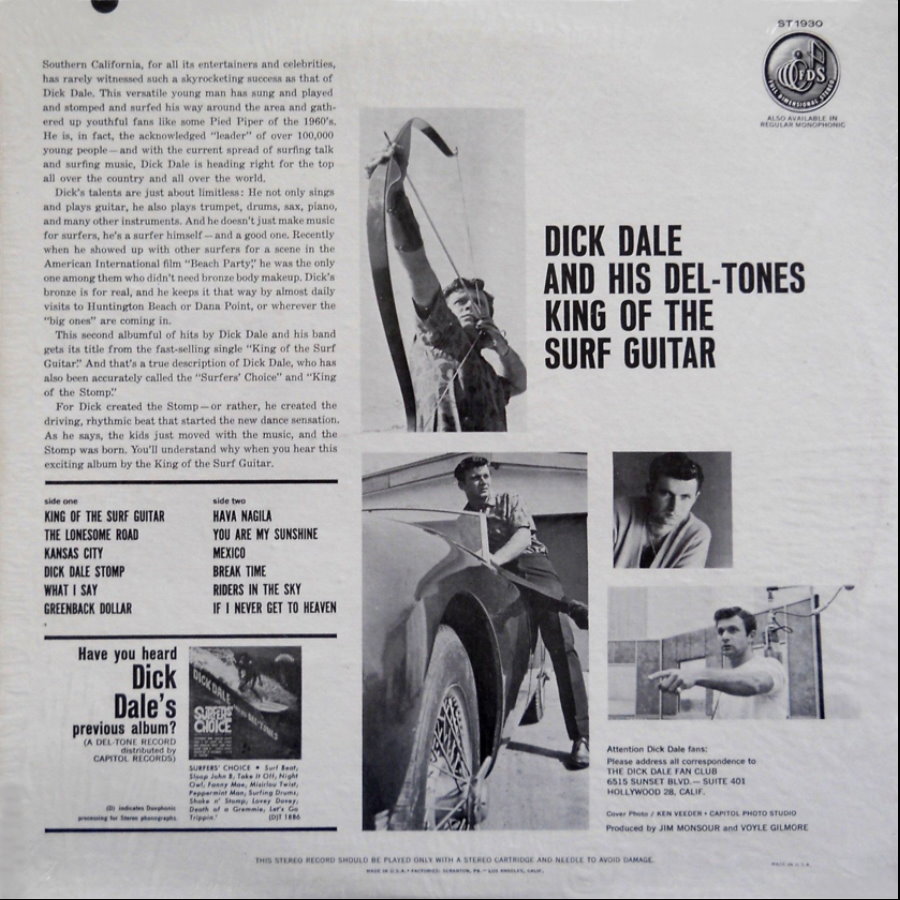 ST 1930
FDS
FULL DIMENSIONAL STEREO
ALSO AVAILABLE IN
REGULAR MONOPHONIC
Southern California, for all its entertainers and celebrities,
has rarely witnessed such a skyrocketing success as that of
Dick Dale. This versatile young man has sung and played
and stomped and surfed his way around the area and gath-
ered up youthful fans like some Pied Piper of the 1960's.
He is, in fact, the acknowledged "leader" of over 100,000
young people—and with the current spread of surfing talk
and surfing music, Dick Dale is heading right for the top
all over the country and all over the world.
Dick's talents are just about limitless: He not only sings
and plays guitar, he also plays trumpet, drums, sax, piano,
and many other instruments. And he doesn't just make music
for surfers, he's a surfer himself—and a good one. Recently
when he showed up with other surfers for a scene in the
American International film "Beach Party," he was the only
one among them who didn't need bronze body makeup. Dick's
bronze is for real, and he keeps it that way by almost daily
visits to Huntington Beach or Dana Point, or wherever the
"big ones" are coming in.
This second albumful of hits by Dick Dale and his band
gets its title from the fast-selling single "King of the Surf
Guitar." And that's a true description of Dick Dale, who has
also been accurately called the "Surfers' Choice" and "King
of the Stomp."
For Dick created the Stomp—or rather, he created the
driving, rhythmic beat that started the new dance sensation.
As he says, the kids just moved with the music, and the
Stomp was born. You'll understand why when you hear this
exciting album by the King of the Surf Guitar.
DICK DALE
AND HIS DEL-TONES
KING OF THE
SURF GUITAR
side one
KING OF THE SURF GUITAR
THE LONESOME ROAD
KANSAS CITY
DICK DALE STOMP
WHAT I SAY
GREENBACK DOLLAR
side two
HAVA NAGILA
YOU ARE MY SUNSHINE
MEXICO
BREAK TIME
RIDERS IN THE SKY
IF I NEVER GET TO HEAVEN
Have you heard
Dick
Dale's
previous album?
(A DEL-TONE RECORD
distributed by
CAPITOL RECORDS)
(D) indicates Duophonic
processing for Stereo phonographs.
DICK DALE
and his DEL-TONES
SURFERS'
CHOICE
SURFERS' CHOICE • Surf Beat,
Sloop John B, Take It Off, Night
Owl, Fanny Mae, Misirlou Twist,
Peppermint Man, Surfing Drums,
Shake n' Stomp, Lovey Dovey,
Death of a Gremmie, Let's Go
Trippin.' (D)T 1886
Attention Dick Dale fans:
Please address all correspondence to
THE DICK DALE FAN CLUB
6515 SUNSET BLVD.— SUITE 401
HOLLYWOOD 28, CALIF.
Cover Photo / KEN VEEDER • CAPITOL PHOTO STUDIO
Produced by JIM MONSOUR and VOYLE GILMORE
THIS STEREO RECORD SHOULD BE PLAYED ONLY WITH A STEREO CARTRIDGE AND NEEDLE TO AVOID DAMAGE.
MADE IN U.S.A. • FACTORIES: SCRANTON, PA. — LOS ANGELES, CALIF.
MADE IN U.S.A.